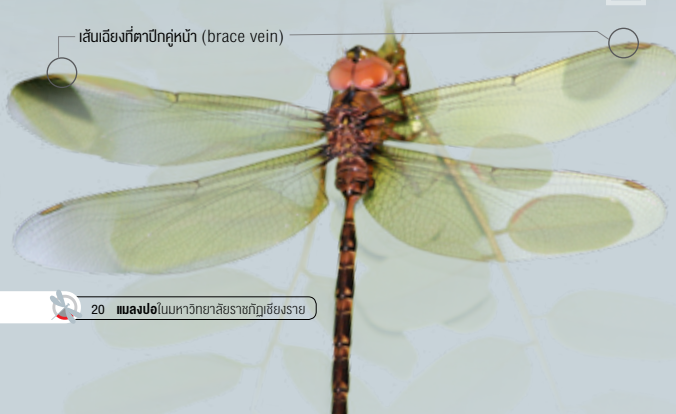 เส้นเฉียงที่ตาปีกคู่หน้า (brace vein)
20 แมลงปอในมหาวิทยาลัยราชภัฏเชียงราย